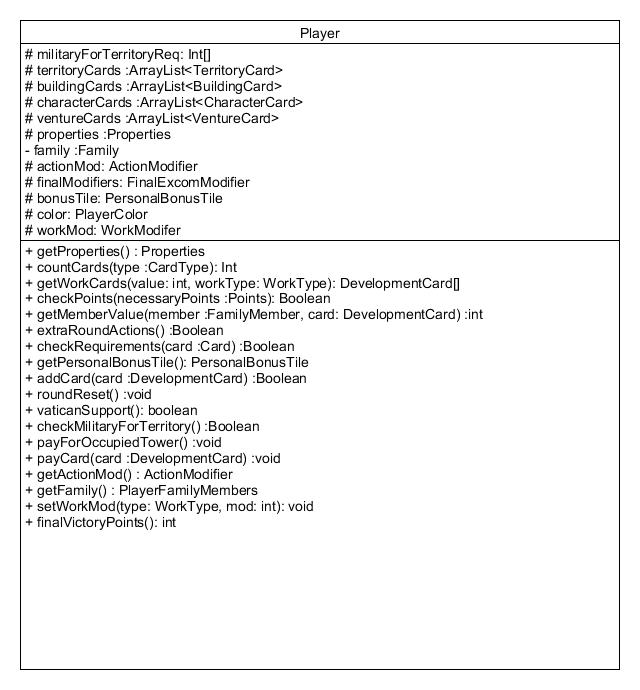 Player
# militaryForTerritoryReq: Int[]
# territoryCards :ArrayList<TerritoryCard>
# buildingCards :ArrayList<BuildingCard>
# characterCards :ArrayList<CharacterCard>
# ventureCards :ArrayList<VentureCard>
# properties :Properties
- family :Family
# actionMod: ActionModifier
# finalModifiers: FinalExcomModifier
# bonusTile: PersonalBonusTile
# color: PlayerColor
# workMod: WorkModifer
+ getProperties() : Properties
+ countCards(type :CardType): Int
+ getWorkCards(value: int, workType: WorkType): DevelopmentCard[]
+ checkPoints(necessaryPoints :Points): Boolean
+ getMemberValue(member :FamilyMember, card: DevelopmentCard) :int
+ extraRoundActions() :Boolean
+ checkRequirements(card :Card) :Boolean
+ getPersonalBonusTile(): PersonalBonusTile
+ addCard(card :DevelopmentCard) :Boolean
+ roundReset() :void
+ vaticanSupport(): boolean
+ checkMilitaryForTerritory() :Boolean
+ payForOccupiedTower() :void
+ payCard(card :DevelopmentCard) :void
+ getActionMod() : ActionModifier
+ getFamily() : PlayerFamilyMembers
+ setWorkMod(type: WorkType, mod: int): void
+ finalVictoryPoints(): int